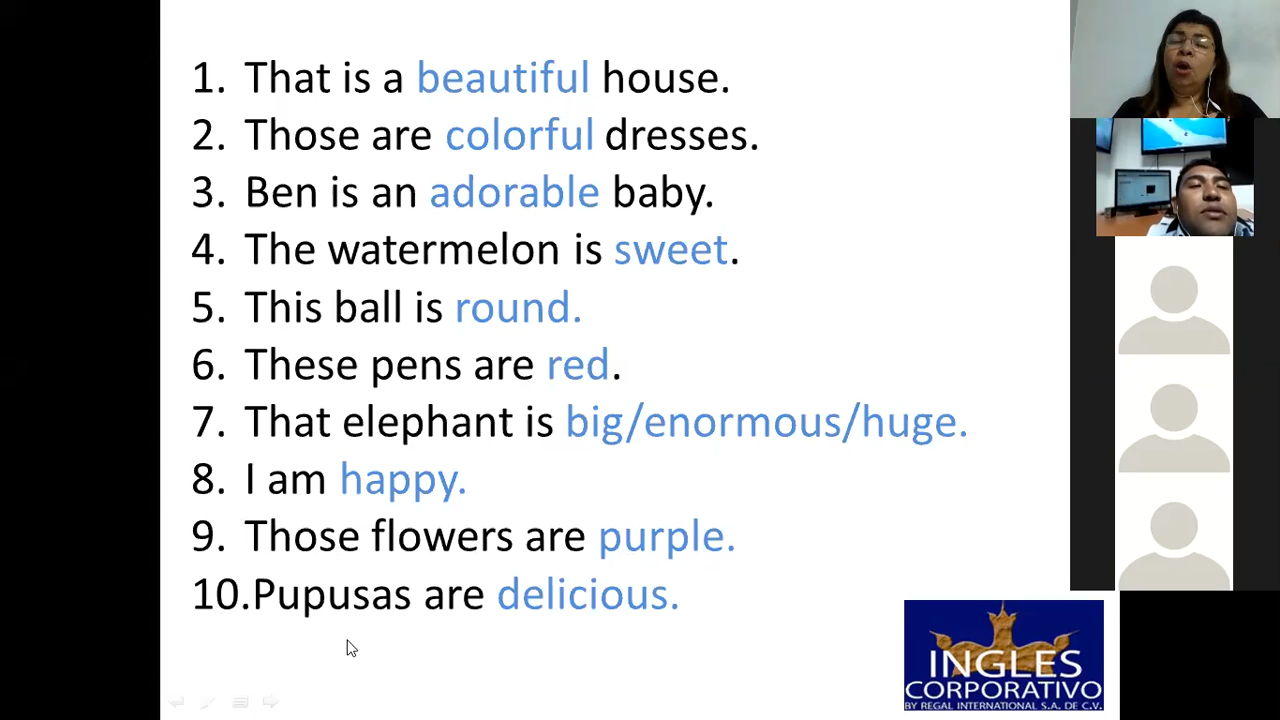 1. That is a beautiful house.
2. Those are colorful dresses.
3. Ben is an adorable baby.
4. The watermelon is sweet.
5. This ball is round.
6. These pens are red.
7. That elephant is big/enormous/huge.
8. I am happy.
9. Those flowers are purple.
10.Pupusas are delicious.
INGLES
CORPORATIVO
BY REGAL INTERNATIONAL S.A. DE C.V.